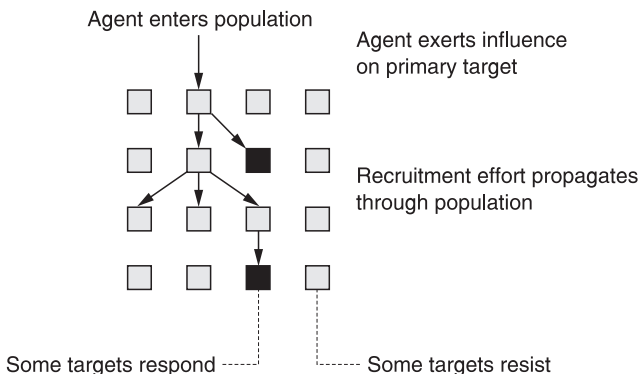 Agent enters population
Agent exerts influence
on primary target
Recruitment effort propagates
through population
Some targets respond
Some targets resist